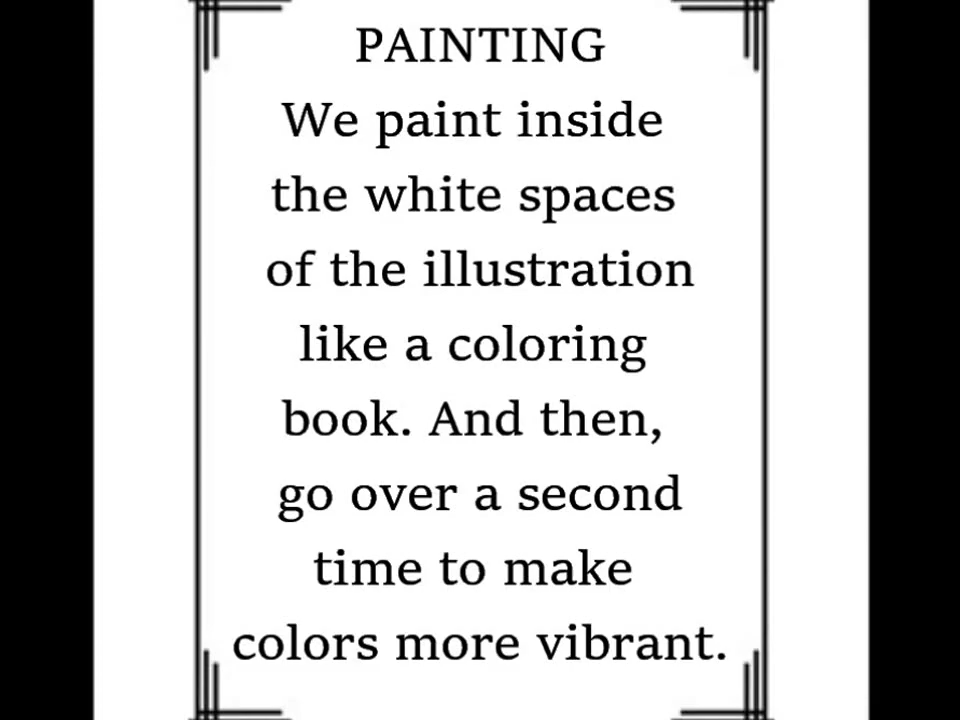 PAINTING
We paint inside
the white spaces
of the illustration
like a coloring
book. And then,
go over a second
time to make
colors more vibrant.